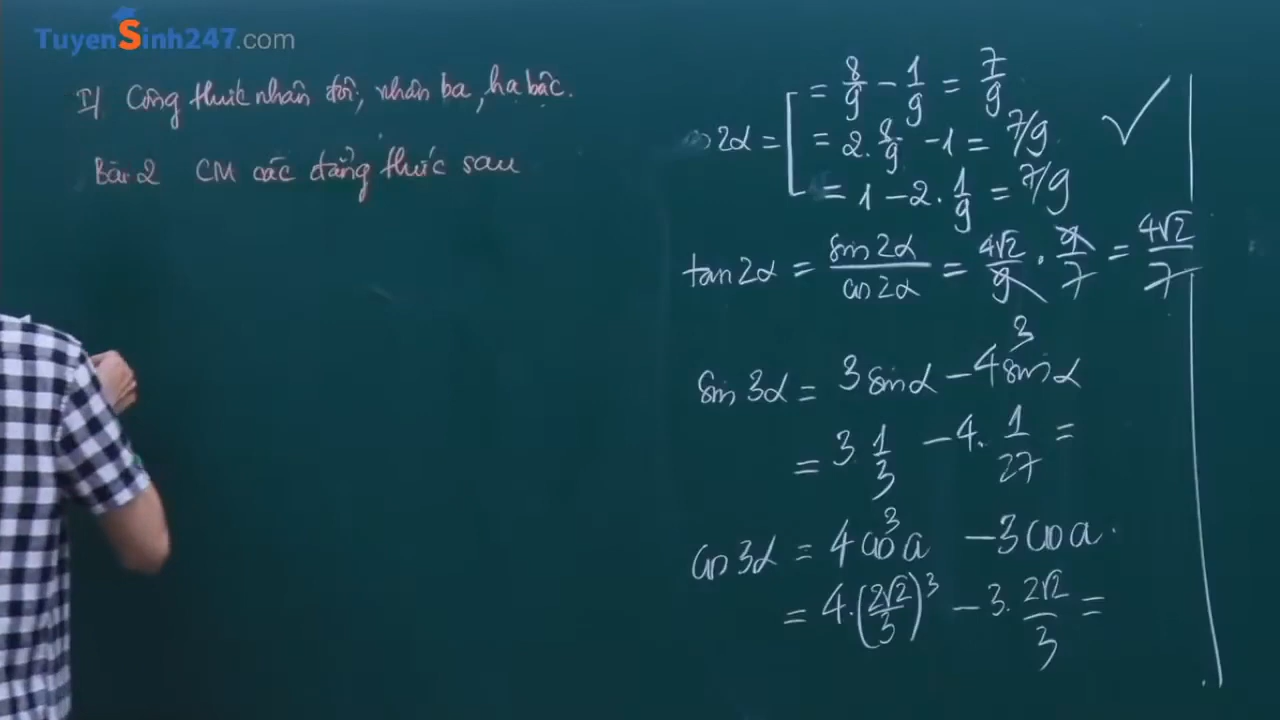 TuyenSinh247.com
I/ Công thức nhân đôi, nhân ba, hạ bậc.
Bài 2 CM các đẳng thức sau
cos 2α = [ = 8/9 − 1/9 = 7/9
= 2. 8/9 − 1 = 7/9
= 1 − 2. 1/9 = 7/9
tan 2α = sin 2α / cos 2α = 4√2/9 . 9/7 = 4√2/7
sin 3α = 3 sin α − 4 sin³ α
= 3. 1/3 − 4. 1/27 =
cos 3α = 4 cos³ a − 3 cos a.
= 4. (2√2/3)³ − 3. 2√2/3 =